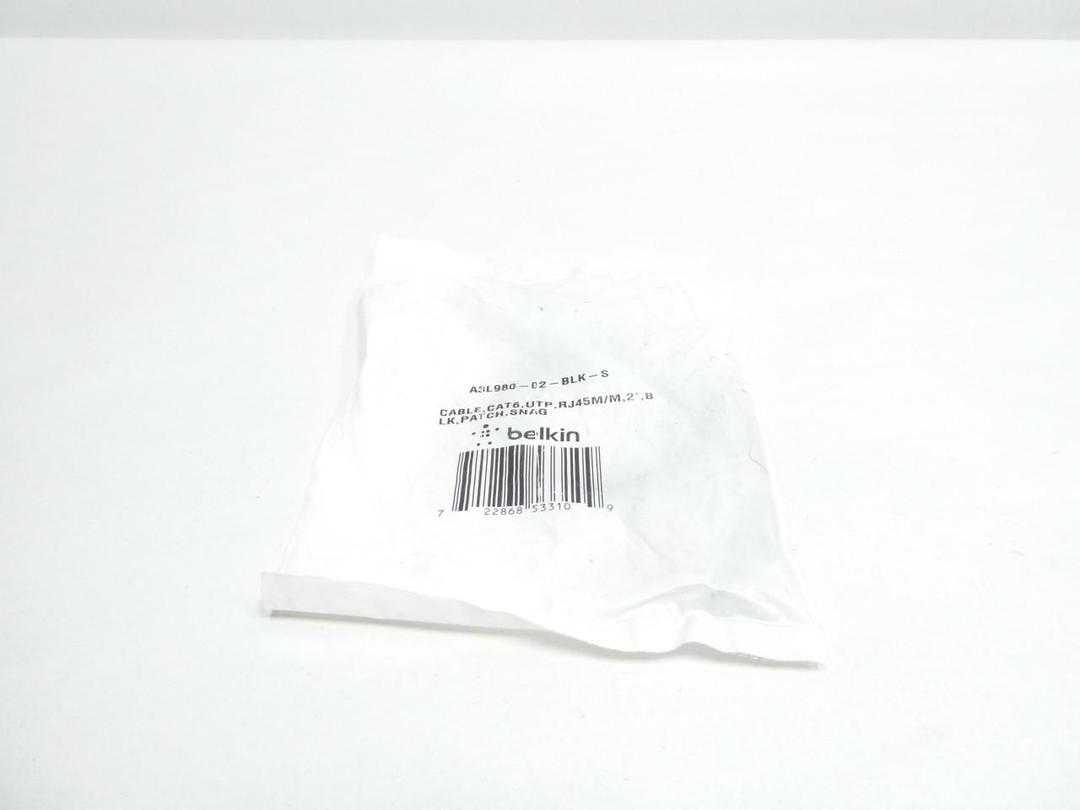 A3L980-02-BLK-S
CABLE,CAT6,UTP,RJ45M/M,2',B
LK,PATCH,SNAG
belkin
7 22868 53310 9